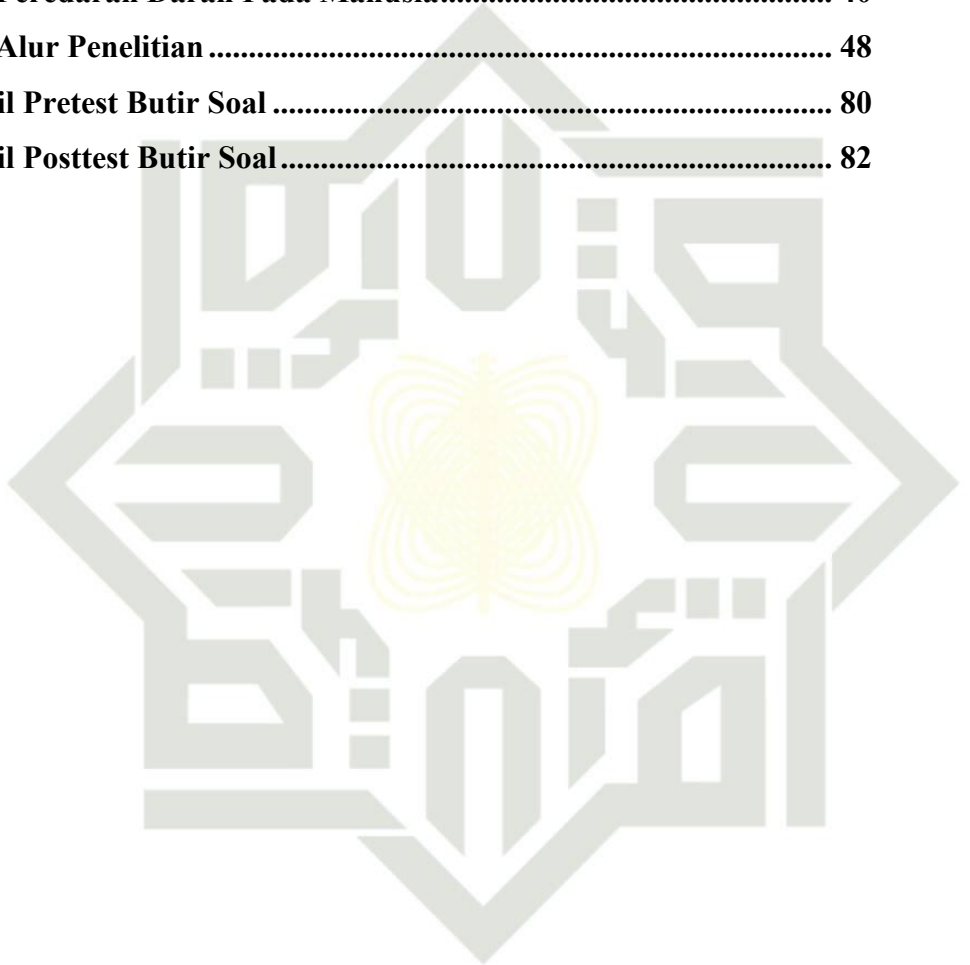 Peredaran Darah Pada Manusia..................................................
Alur Penelitian ............................................................................... 48
il Pretest Butir Soal ....................................................................... 80
il Posttest Butir Soal ...................................................................... 82